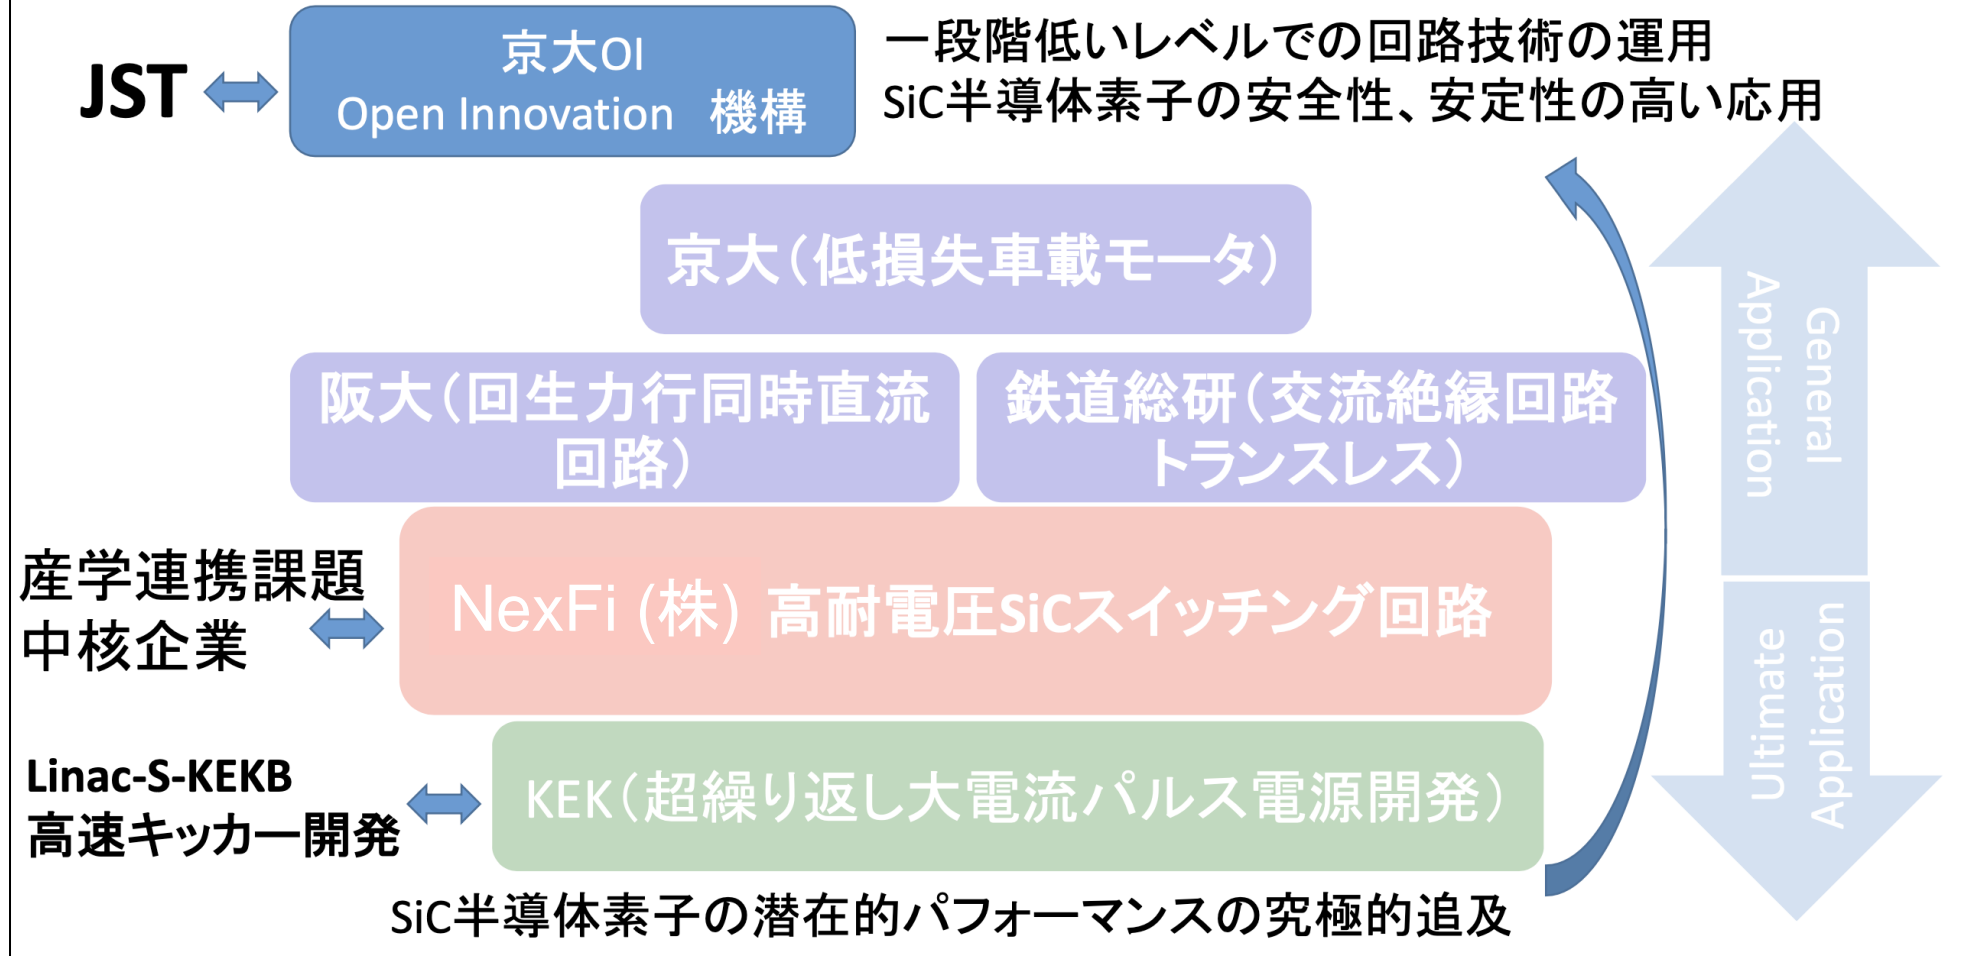 JST
京大OI
Open Innovation 機構
一段階低いレベルでの回路技術の運用
SiC半導体素子の安全性、安定性の高い応用
京大（低損失車載モータ）
阪大（回生力行同時直流
回路）
鉄道総研（交流絶縁回路
トランスレス）
General
Application
産学連携課題
中核企業
NexFi (株) 高耐電圧SiCスイッチング回路
Ultimate
Application
Linac-S-KEKB
高速キッカー開発
KEK（超繰り返し大電流パルス電源開発）
SiC半導体素子の潜在的パフォーマンスの究極的追及